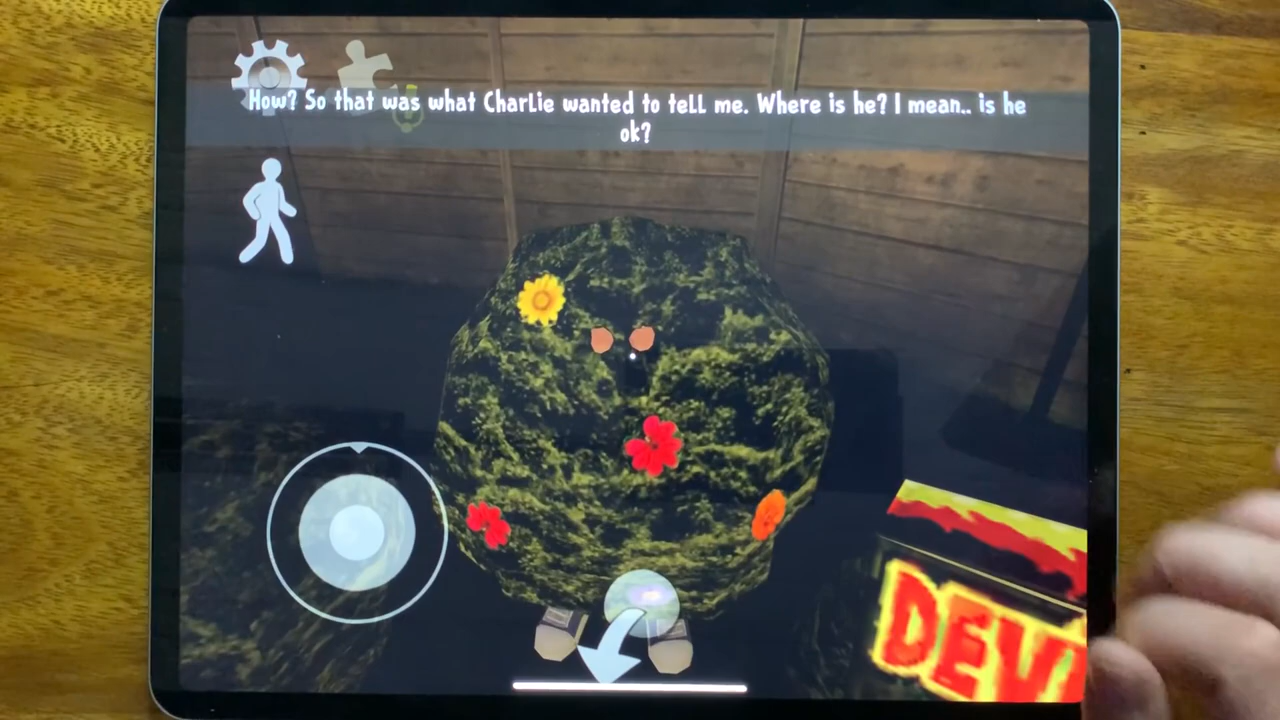 How? So that was what Charlie wanted to tell me. Where is he? I mean.. is he
ok?
DEV